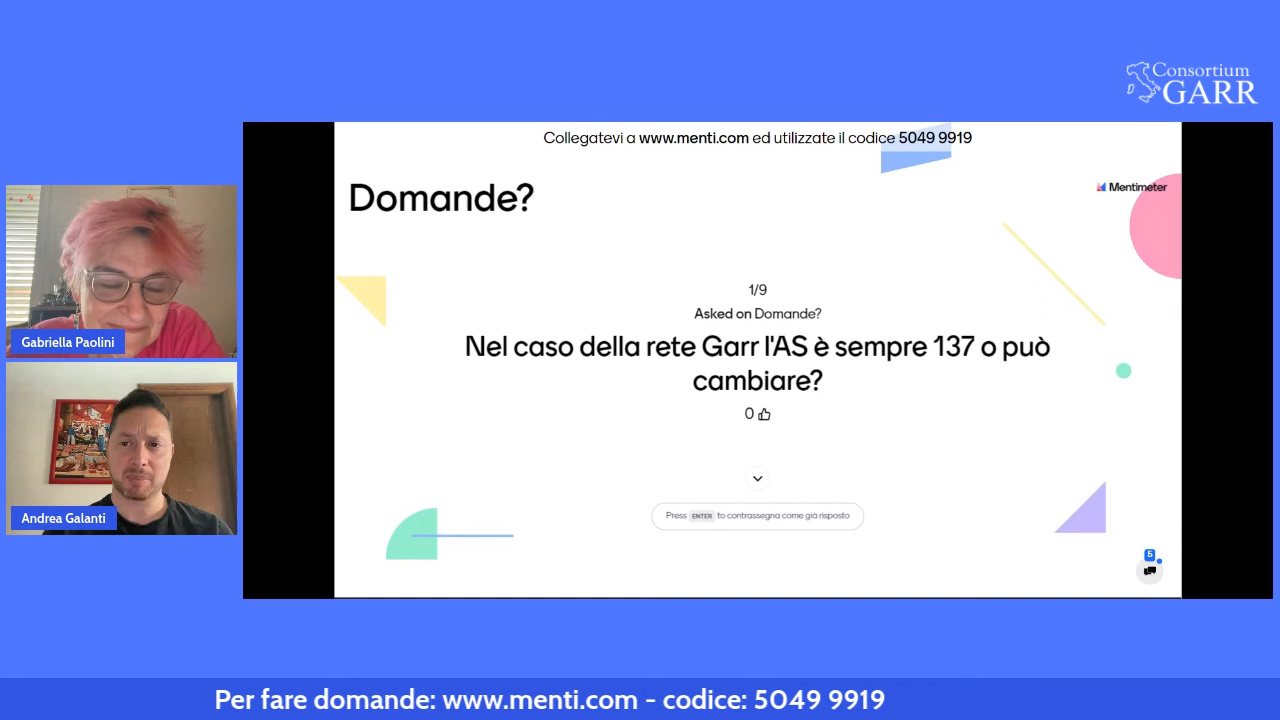 Consortium
GARR
Collegatevi a www.menti.com ed utilizzate il codice 5049 9919
Mentimeter
Domande?
1/9
Asked on Domande?
Nel caso della rete Garr l'AS è sempre 137 o può
cambiare?
0
Press ENTER to contrassegna come già risposto
5
Gabriella Paolini
Andrea Galanti
Per fare domande: www.menti.com - codice: 5049 9919